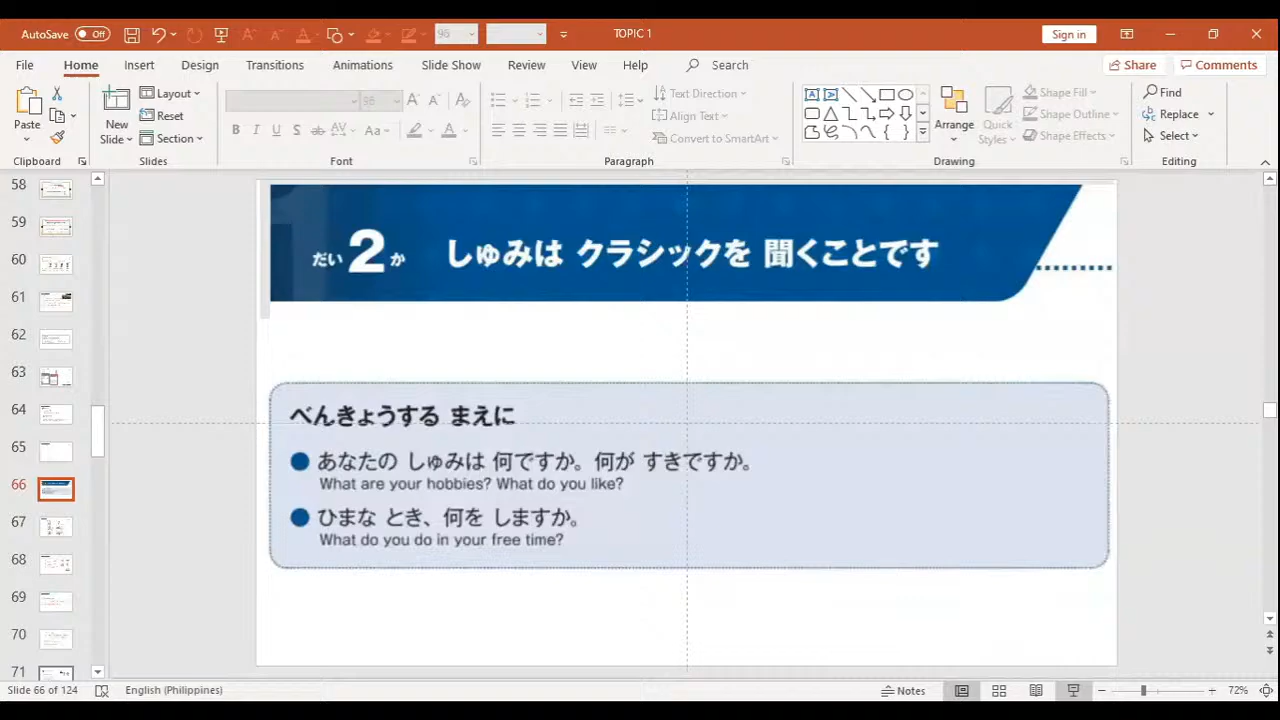 AutoSave Off 96 TOPIC 1 Sign in
File Home Insert Design Transitions Animations Slide Show Review View Help Search Share Comments
Paste New Slide Layout Reset Section 96 Text Direction Align Text Convert to SmartArt Arrange Quick Styles Shape Fill Shape Outline Shape Effects Find Replace Select
Clipboard Slides Font Paragraph Drawing Editing
58
59
60
61
62
63
64
65
66
67
68
69
70
71
だい2か しゅみは クラシックを 聞くことです
べんきょうする まえに
あなたの しゅみは 何ですか。何が すきですか。
What are your hobbies? What do you like?
ひまな とき、何を しますか。
What do you do in your free time?
Slide 66 of 124 English (Philippines) Notes 72%